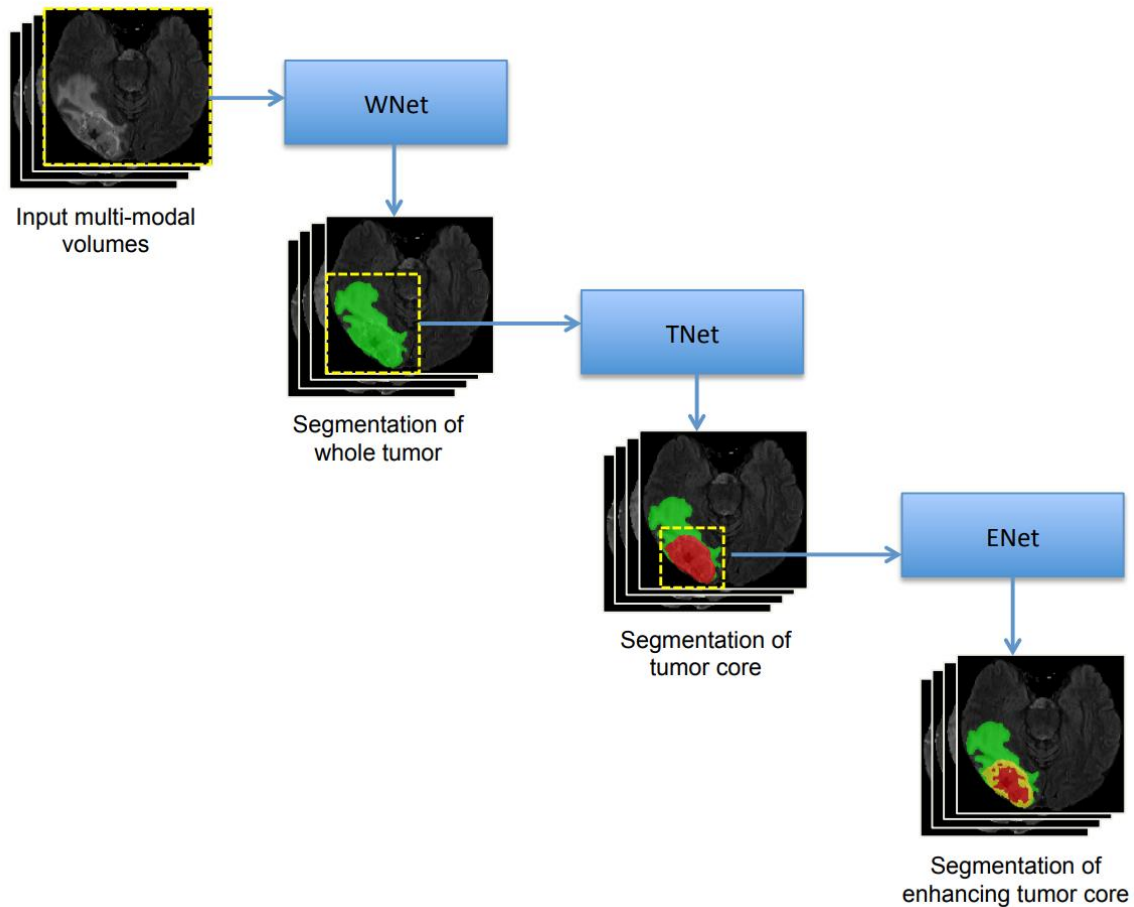 WNet
Input multi-modal
volumes
TNet
Segmentation of
whole tumor
ENet
Segmentation of
tumor core
Segmentation of
enhancing tumor core